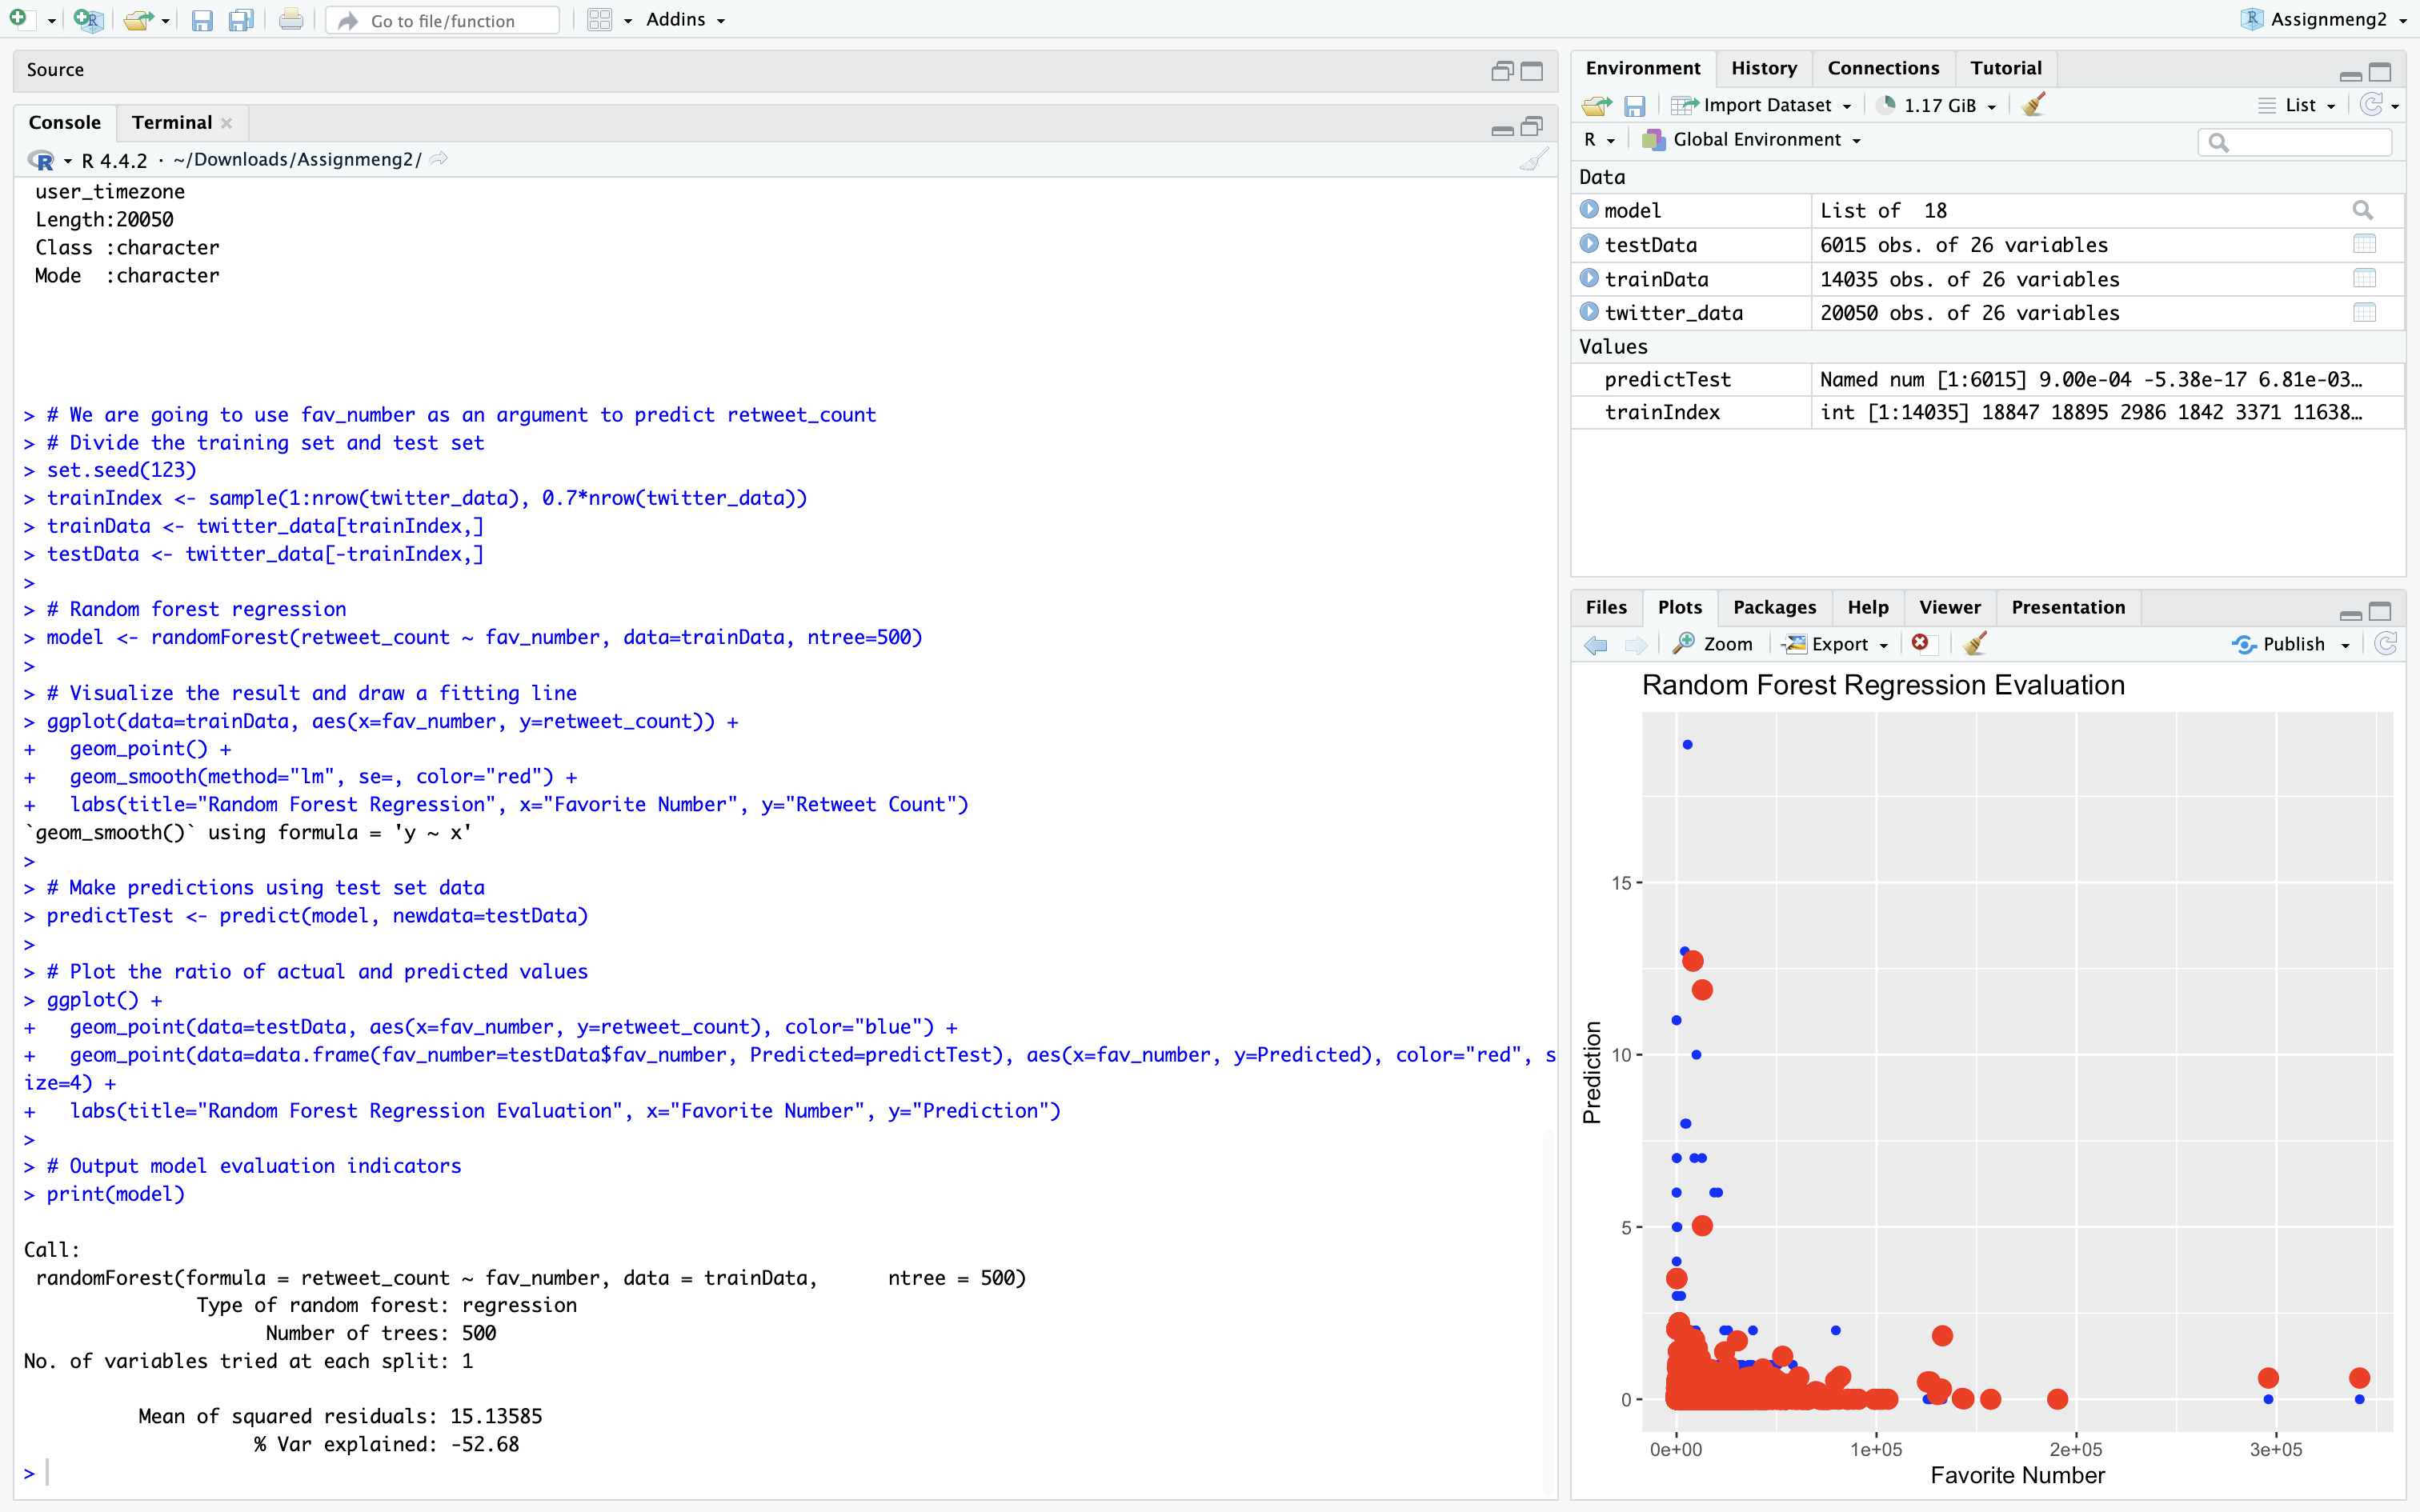 Go to file/function
Addins
Assignmeng2
Source
Console
Terminal
R 4.4.2 · ~/Downloads/Assignmeng2/
user_timezone
Length:20050
Class :character
Mode  :character
> # We are going to use fav_number as an argument to predict retweet_count
> # Divide the training set and test set
> set.seed(123)
> trainIndex <- sample(1:nrow(twitter_data), 0.7*nrow(twitter_data))
> trainData <- twitter_data[trainIndex,]
> testData <- twitter_data[-trainIndex,]
>
> # Random forest regression
> model <- randomForest(retweet_count ~ fav_number, data=trainData, ntree=500)
>
> # Visualize the result and draw a fitting line
> ggplot(data=trainData, aes(x=fav_number, y=retweet_count)) +
+   geom_point() +
+   geom_smooth(method="lm", se=, color="red") +
+   labs(title="Random Forest Regression", x="Favorite Number", y="Retweet Count")
`geom_smooth()` using formula = 'y ~ x'
>
> # Make predictions using test set data
> predictTest <- predict(model, newdata=testData)
>
> # Plot the ratio of actual and predicted values
> ggplot() +
+   geom_point(data=testData, aes(x=fav_number, y=retweet_count), color="blue") +
+   geom_point(data=data.frame(fav_number=testData$fav_number, Predicted=predictTest), aes(x=fav_number, y=Predicted), color="red", s
ize=4) +
+   labs(title="Random Forest Regression Evaluation", x="Favorite Number", y="Prediction")
>
> # Output model evaluation indicators
> print(model)
Call:
 randomForest(formula = retweet_count ~ fav_number, data = trainData,      ntree = 500)
               Type of random forest: regression
                     Number of trees: 500
No. of variables tried at each split: 1
          Mean of squared residuals: 15.13585
                    % Var explained: -52.68
>
Environment
History
Connections
Tutorial
Import Dataset
1.17 GiB
List
R
Global Environment
Data
model List of  18
testData 6015 obs. of 26 variables
trainData 14035 obs. of 26 variables
twitter_data 20050 obs. of 26 variables
Values
predictTest Named num [1:6015] 9.00e-04 -5.38e-17 6.81e-03…
trainIndex int [1:14035] 18847 18895 2986 1842 3371 11638…
Files
Plots
Packages
Help
Viewer
Presentation
Zoom
Export
Publish
Random Forest Regression Evaluation
Prediction
15
10
5
0
0e+00
1e+05
2e+05
3e+05
Favorite Number